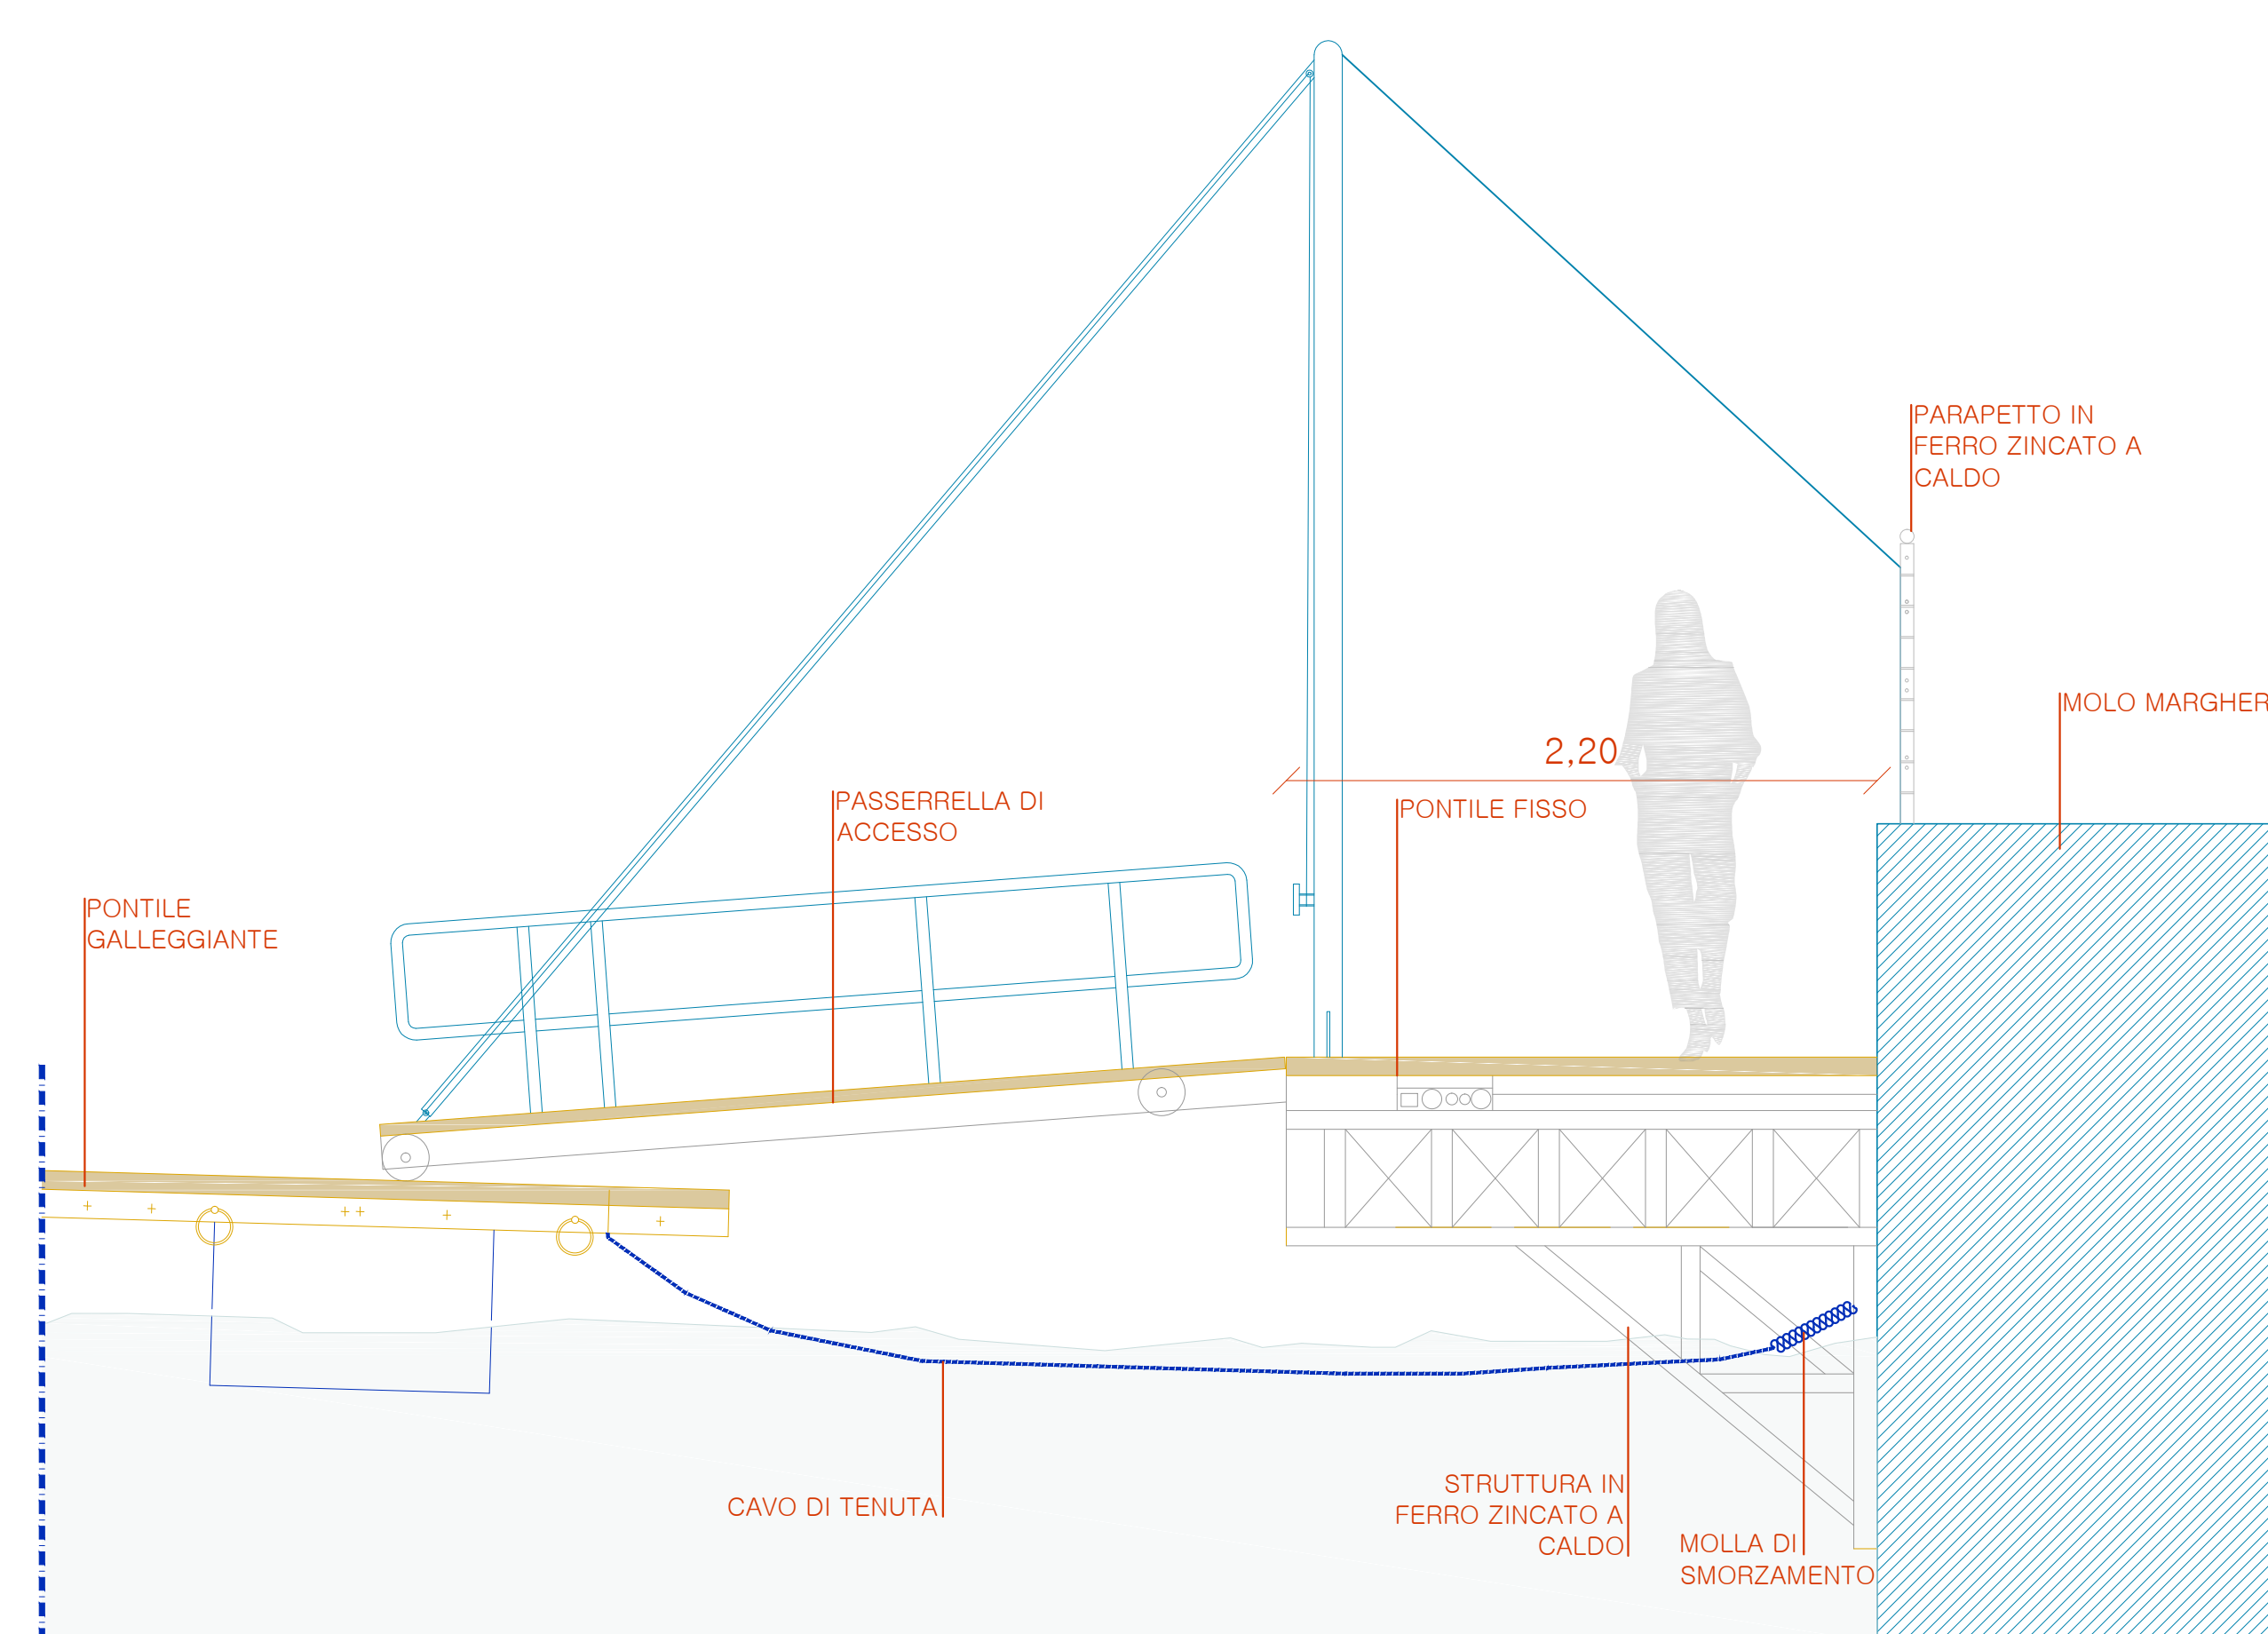 PARAPETTO IN
FERRO ZINCATO A
CALDO
MOLO MARGHER
2,20
PASSERRELLA DI
ACCESSO
PONTILE FISSO
PONTILE
GALLEGGIANTE
CAVO DI TENUTA
STRUTTURA IN
FERRO ZINCATO A
CALDO
MOLLA DI
SMORZAMENTO